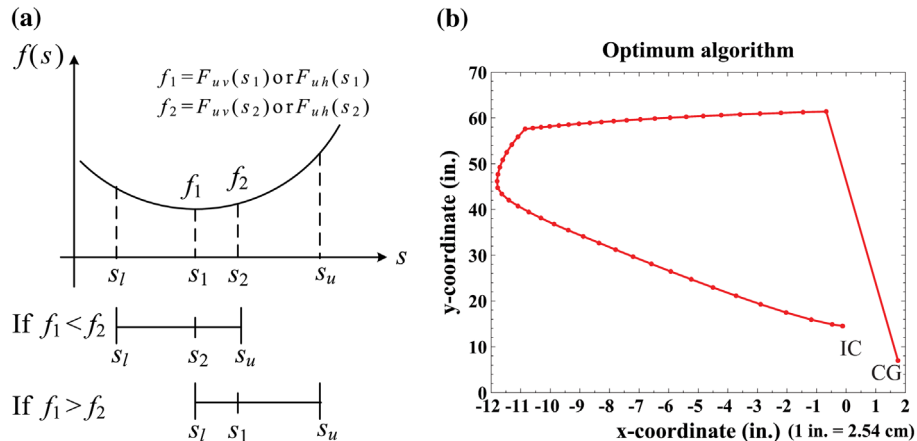 (a)
f(s)
f₁=Fᵤᵥ(s₁) or Fᵤₕ(s₁)
f₂=Fᵤᵥ(s₂) or Fᵤₕ(s₂)
f₁ f₂
s
sₗ s₁ s₂ sᵤ
If f₁<f₂
sₗ s₂ sᵤ
If f₁>f₂
sₗ s₁ sᵤ
(b)
Optimum algorithm
y-coordinate (in.)
70
60
50
40
30
20
10
0
IC
CG
-12 -11 -10 -9 -8 -7 -6 -5 -4 -3 -2 -1 0 1 2
x-coordinate (in.) (1 in. = 2.54 cm)